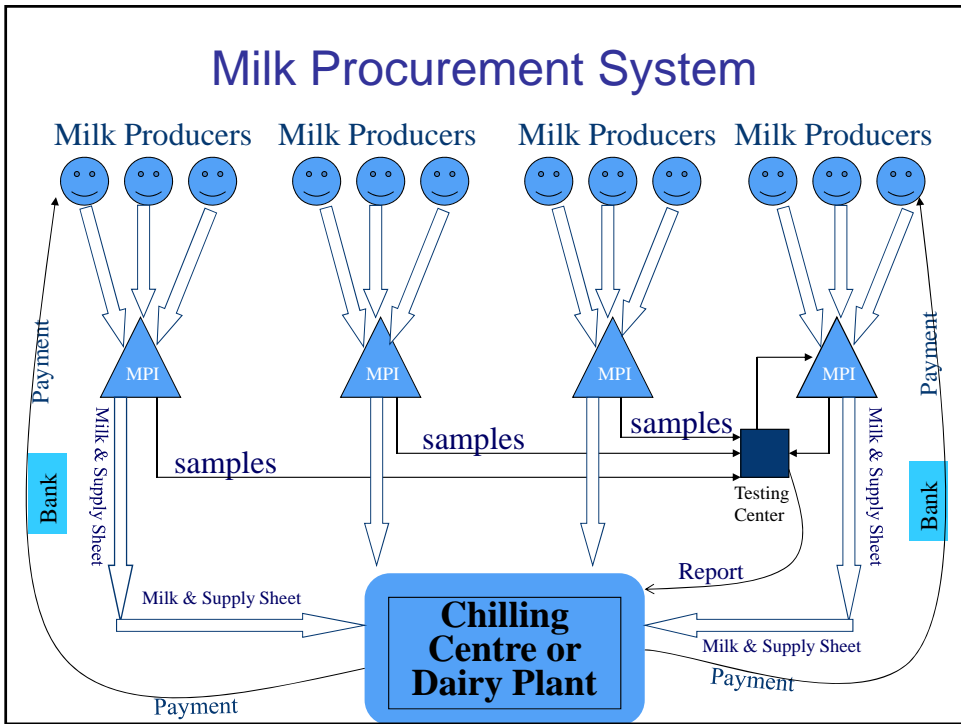 Milk Procurement System
Milk Producers
Milk Producers
Milk Producers
Milk Producers
MPI
MPI
MPI
MPI
Payment
Payment
samples
samples
samples
Milk & Supply Sheet
Milk & Supply Sheet
Bank
Bank
Testing
Center
Report
Milk & Supply Sheet
Milk & Supply Sheet
Chilling
Centre or
Dairy Plant
Payment
Payment